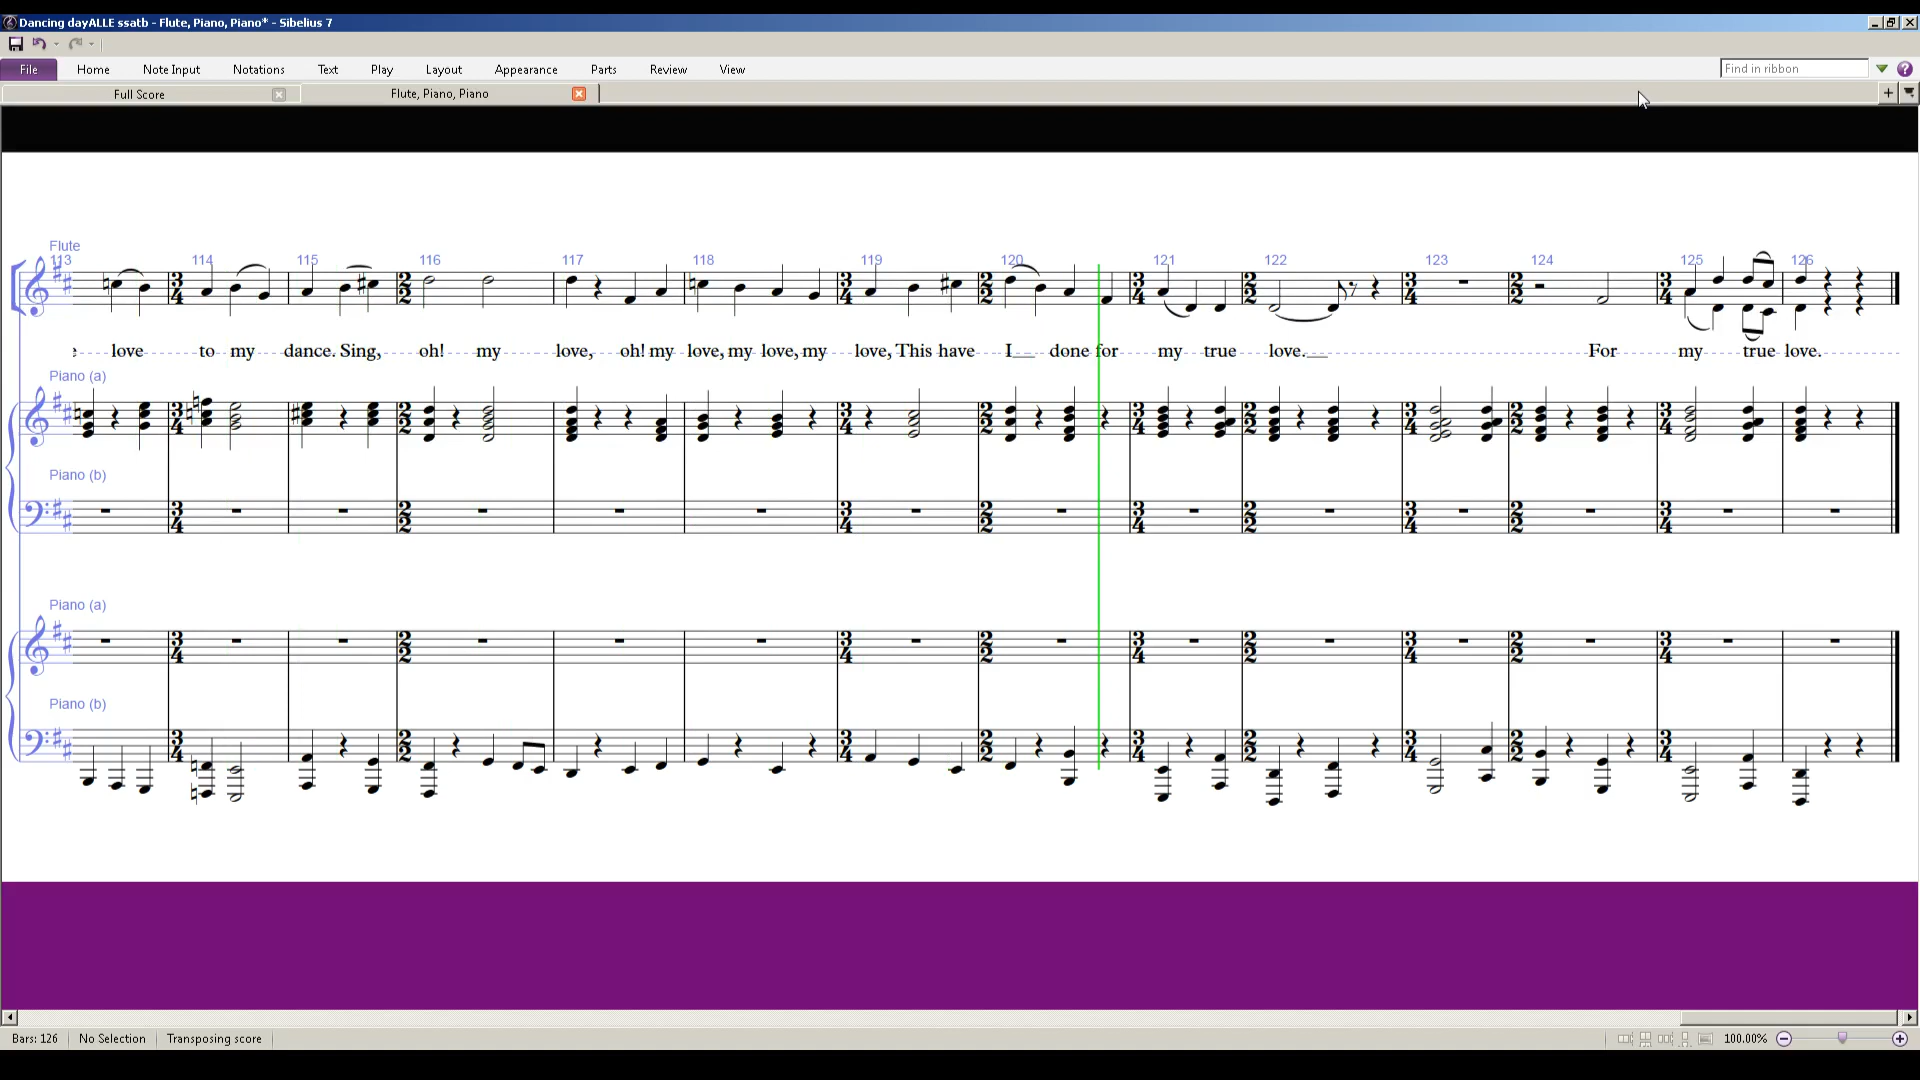 Dancing dayALLE ssatb - Flute, Piano, Piano* - Sibelius 7
File Home Note Input Notations Text Play Layout Appearance Parts Review View Find in ribbon
Full Score Flute, Piano, Piano
Flute
113 114 115 116 117 118 119 120 121 122 123 124 125 126
love to my dance. Sing, oh! my love, oh! my love, my love, my love, This have I__ done for my true love.__ For my true love.
Piano (a)
Piano (b)
Piano (a)
Piano (b)
Bars: 126 No Selection Transposing score 100.00%